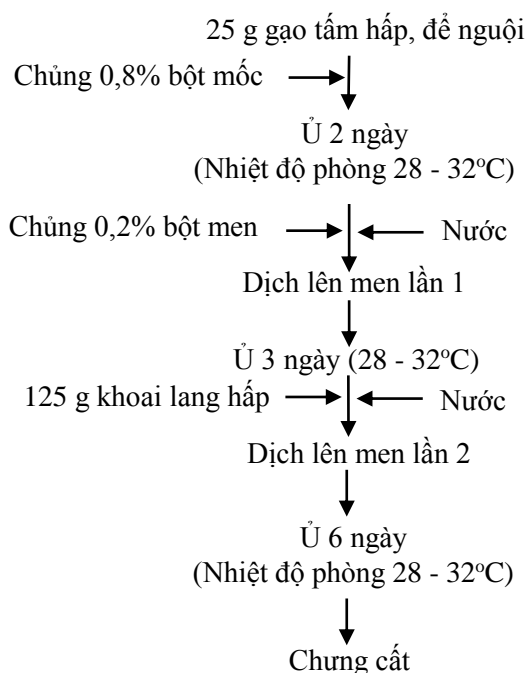 25 g gạo tấm hấp, để nguội
Chủng 0,8% bột mốc
Ủ 2 ngày
(Nhiệt độ phòng 28 - 32ºC)
Chủng 0,2% bột men
Nước
Dịch lên men lần 1
Ủ 3 ngày (28 - 32ºC)
125 g khoai lang hấp
Nước
Dịch lên men lần 2
Ủ 6 ngày
(Nhiệt độ phòng 28 - 32ºC)
Chưng cất